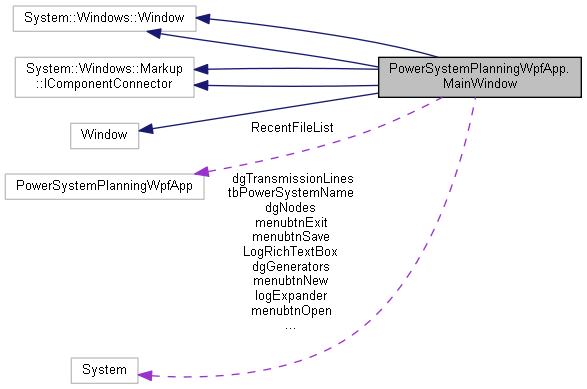 System::Windows::Window
System::Windows::Markup
::IComponentConnector
PowerSystemPlanningWpfApp.
MainWindow
Window
RecentFileList
PowerSystemPlanningWpfApp
dgTransmissionLines
tbPowerSystemName
dgNodes
menubtnExit
menubtnSave
LogRichTextBox
dgGenerators
menubtnNew
logExpander
menubtnOpen
...
System